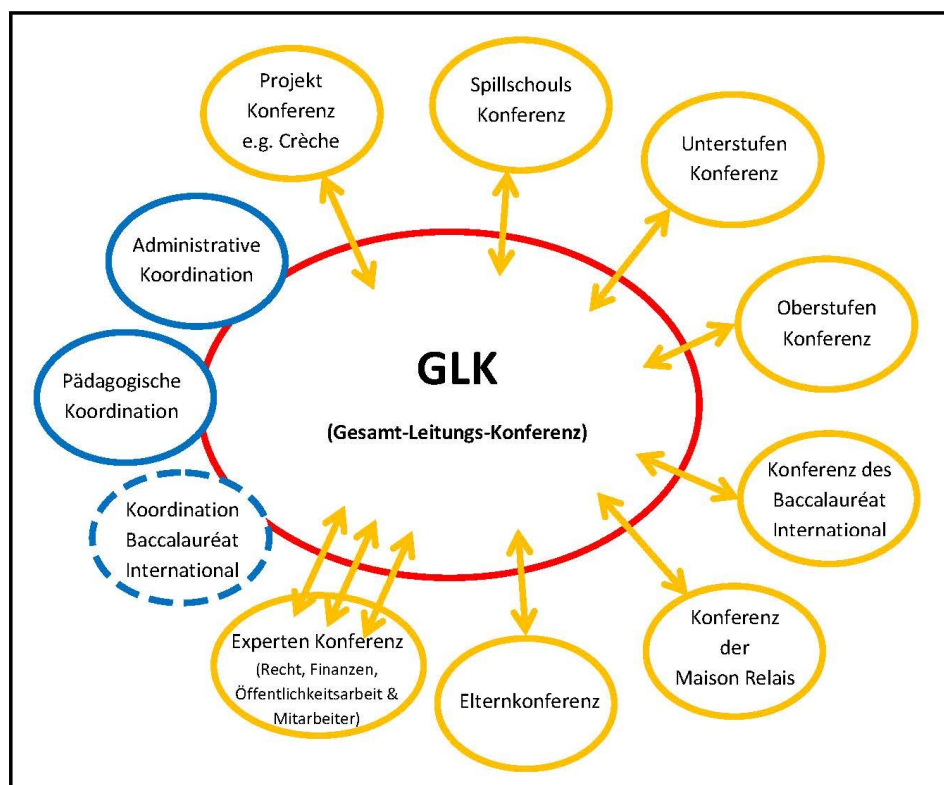 Projekt
Konferenz
e.g. Crèche
Spillschouls
Konferenz
Unterstufen
Konferenz
Administrative
Koordination
Oberstufen
Konferenz
GLK
(Gesamt-Leitungs-Konferenz)
Pädagogische
Koordination
Konferenz des
Baccalauréat
International
Koordination
Baccalauréat
International
Konferenz
der
Maison Relais
Experten Konferenz
(Recht, Finanzen,
Öffentlichkeitsarbeit &
Mitarbeiter)
Elternkonferenz